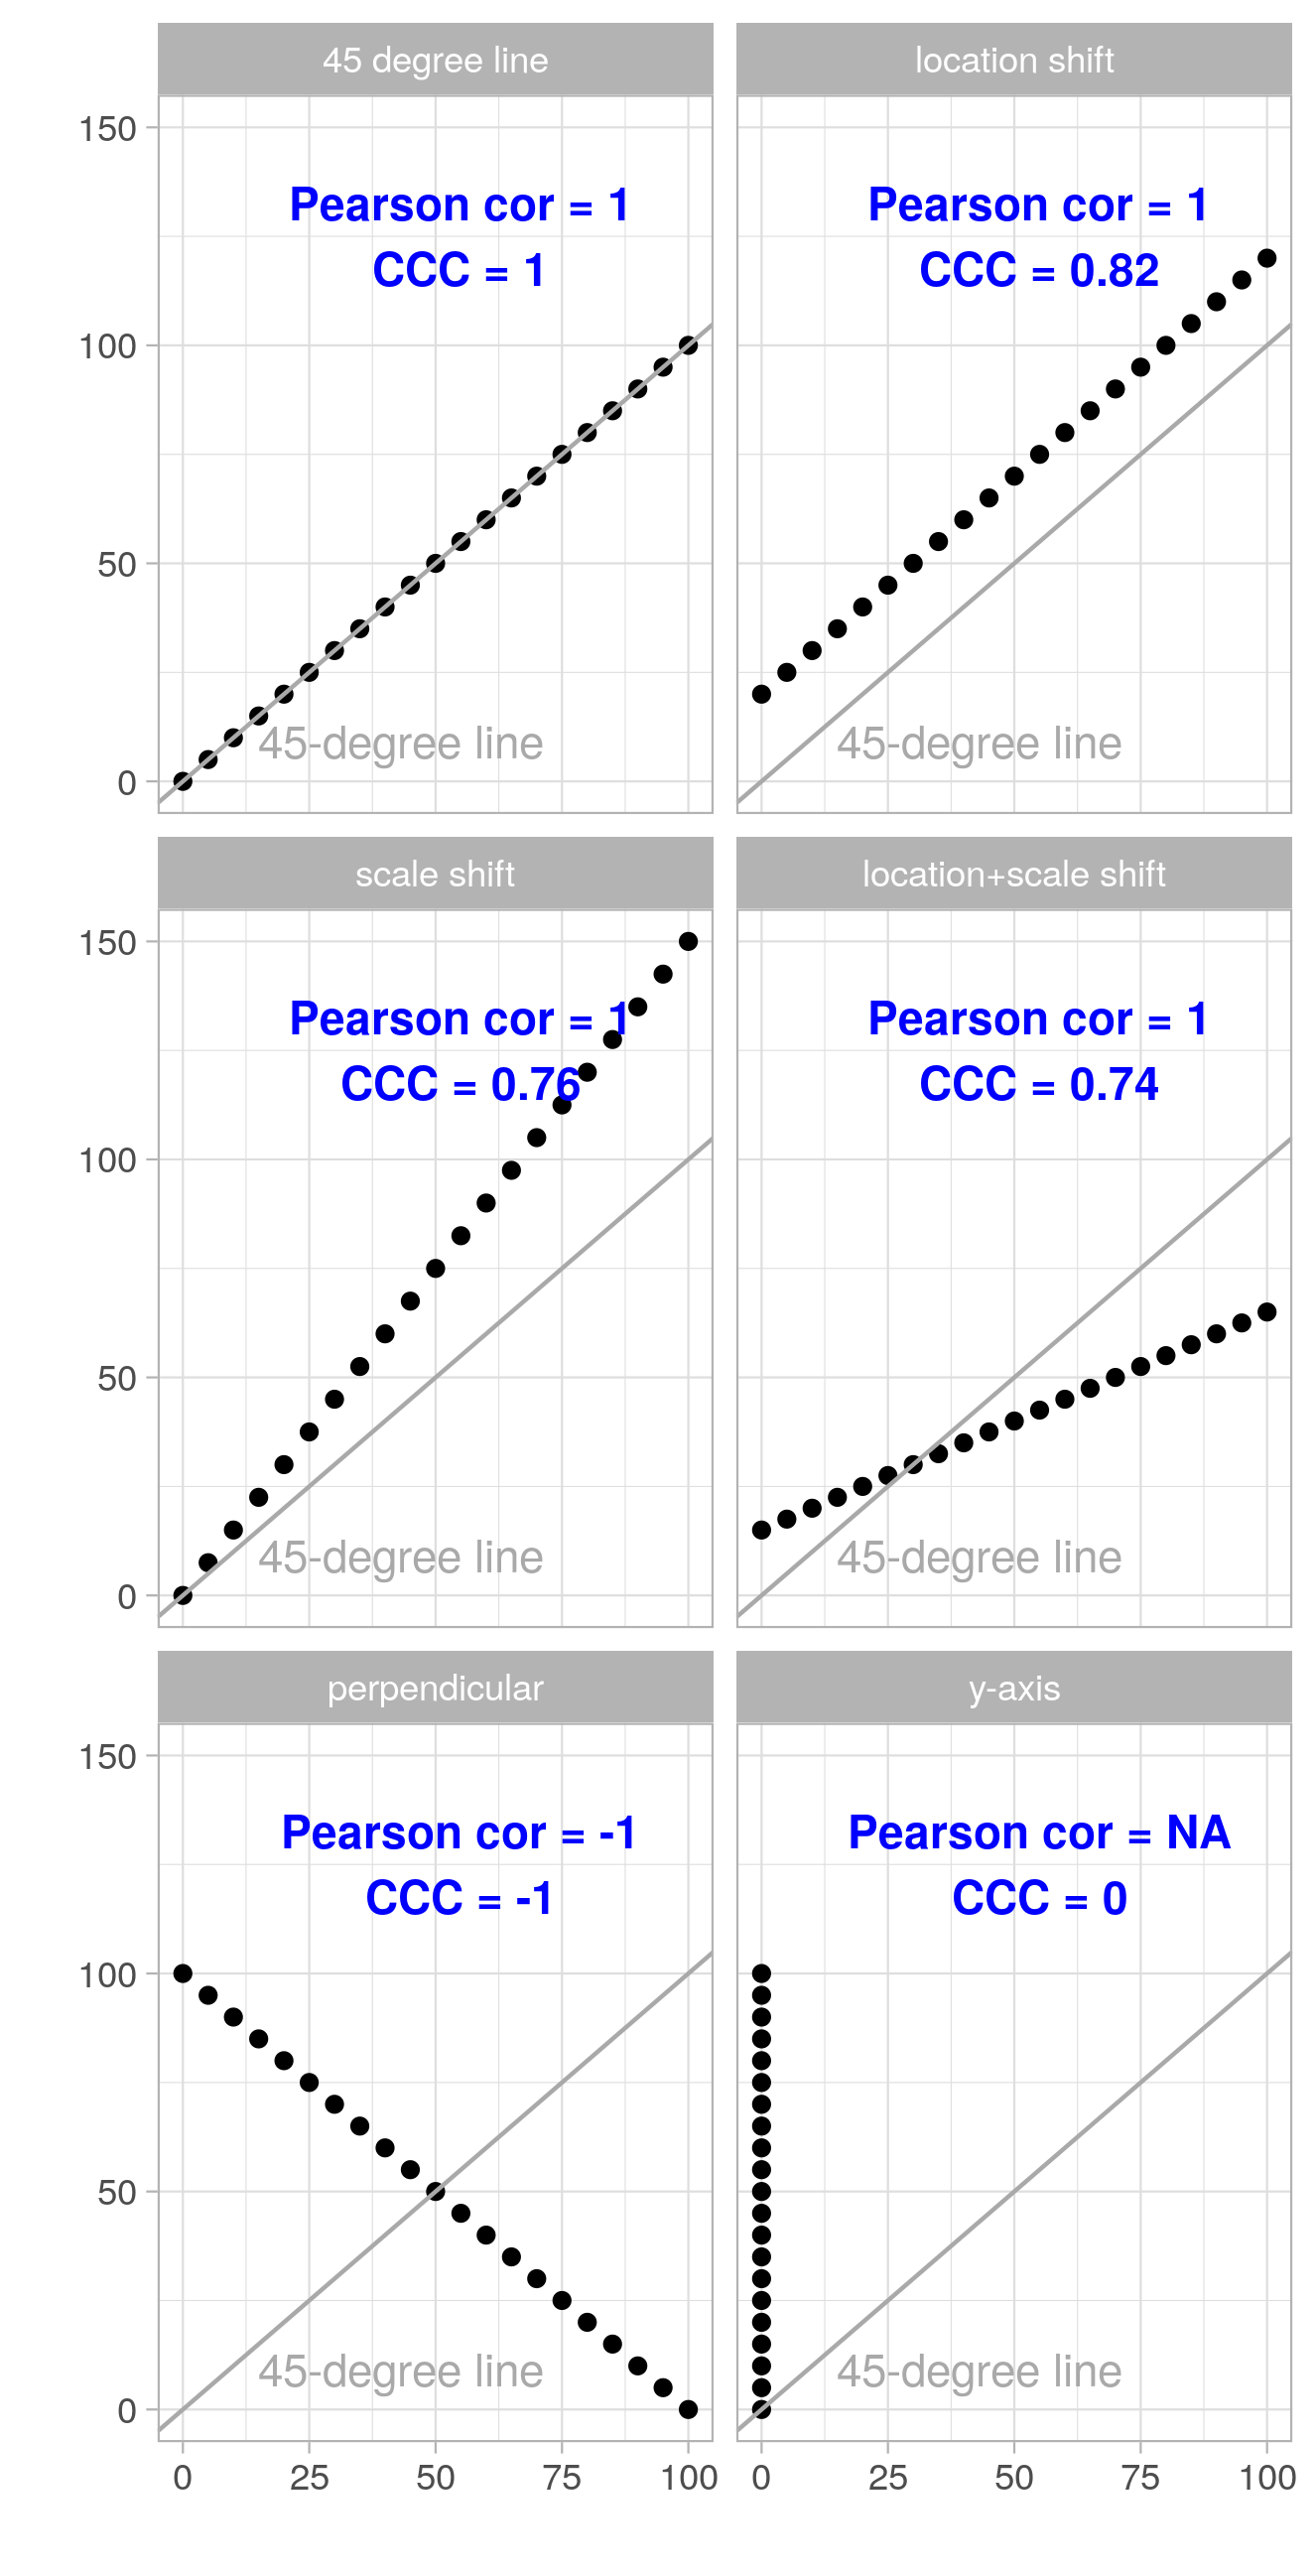 45 degree line
location shift
150
100
50
0
Pearson cor = 1
CCC = 1
45-degree line
Pearson cor = 1
CCC = 0.82
45-degree line
scale shift
location+scale shift
150
100
50
0
Pearson cor = 1
CCC = 0.76
45-degree line
Pearson cor = 1
CCC = 0.74
45-degree line
perpendicular
y-axis
150
100
50
0
Pearson cor = -1
CCC = -1
45-degree line
Pearson cor = NA
CCC = 0
45-degree line
0 25 50 75 100
0 25 50 75 100